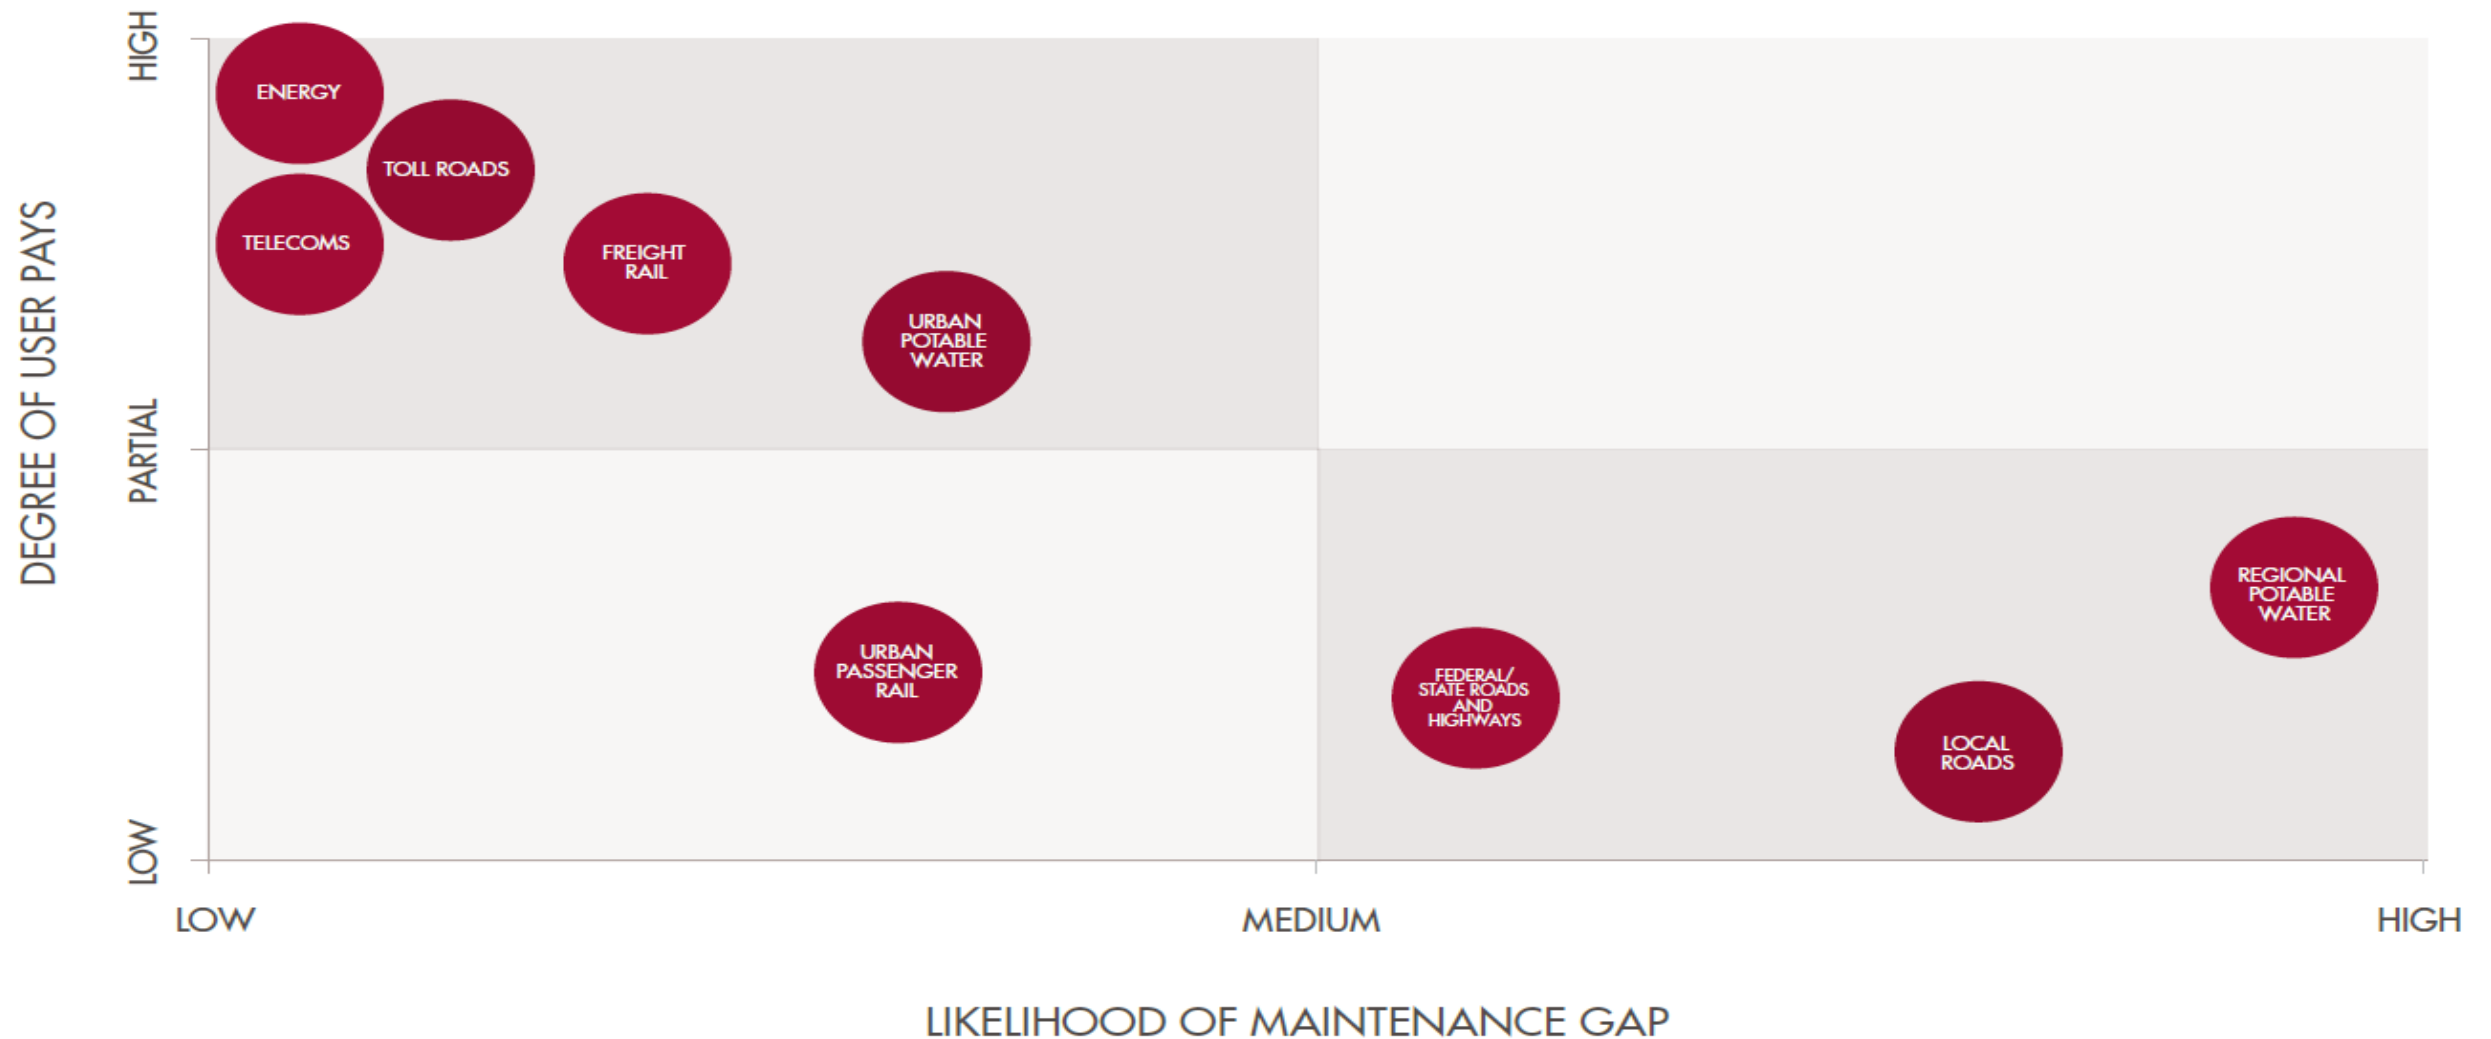 DEGREE OF USER PAYS
HIGH
PARTIAL
LOW
ENERGY
TOLL ROADS
TELECOMS
FREIGHT
RAIL
URBAN
POTABLE
WATER
URBAN
PASSENGER
RAIL
FEDERAL/
STATE ROADS
AND
HIGHWAYS
LOCAL
ROADS
REGIONAL
POTABLE
WATER
LOW
MEDIUM
HIGH
LIKELIHOOD OF MAINTENANCE GAP